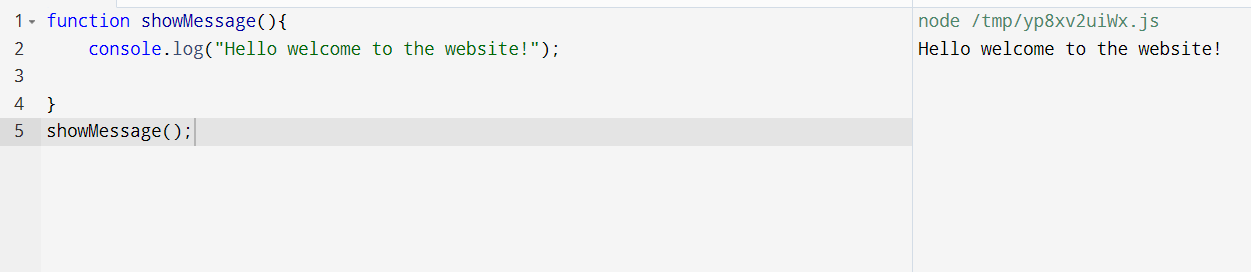 1 function showMessage(){
2     console.log("Hello welcome to the website!");
3
4 }
5 showMessage();
node /tmp/yp8xv2uiWx.js
Hello welcome to the website!